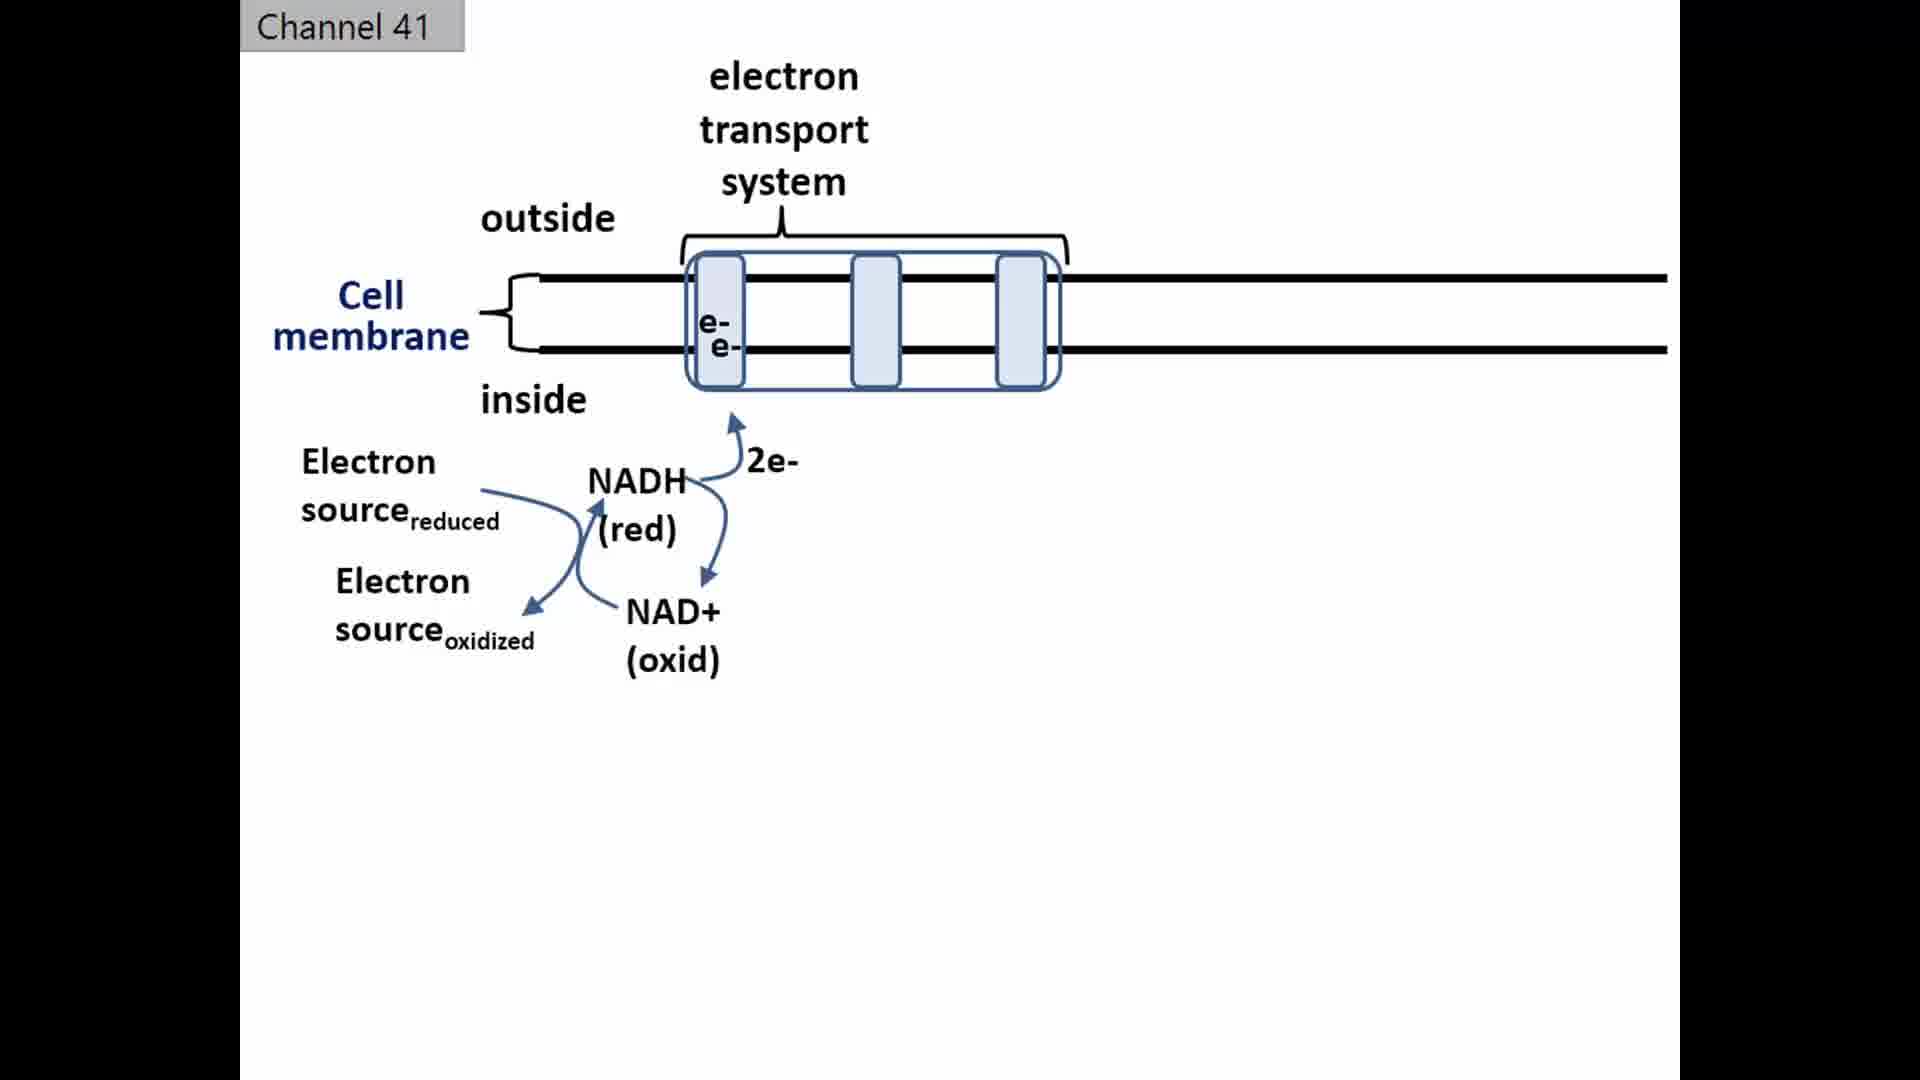 Channel 41
electron
transport
system
outside
Cell
membrane
e-
e-
inside
Electron
source reduced
NADH
(red)
2e-
Electron
source oxidized
NAD+
(oxid)